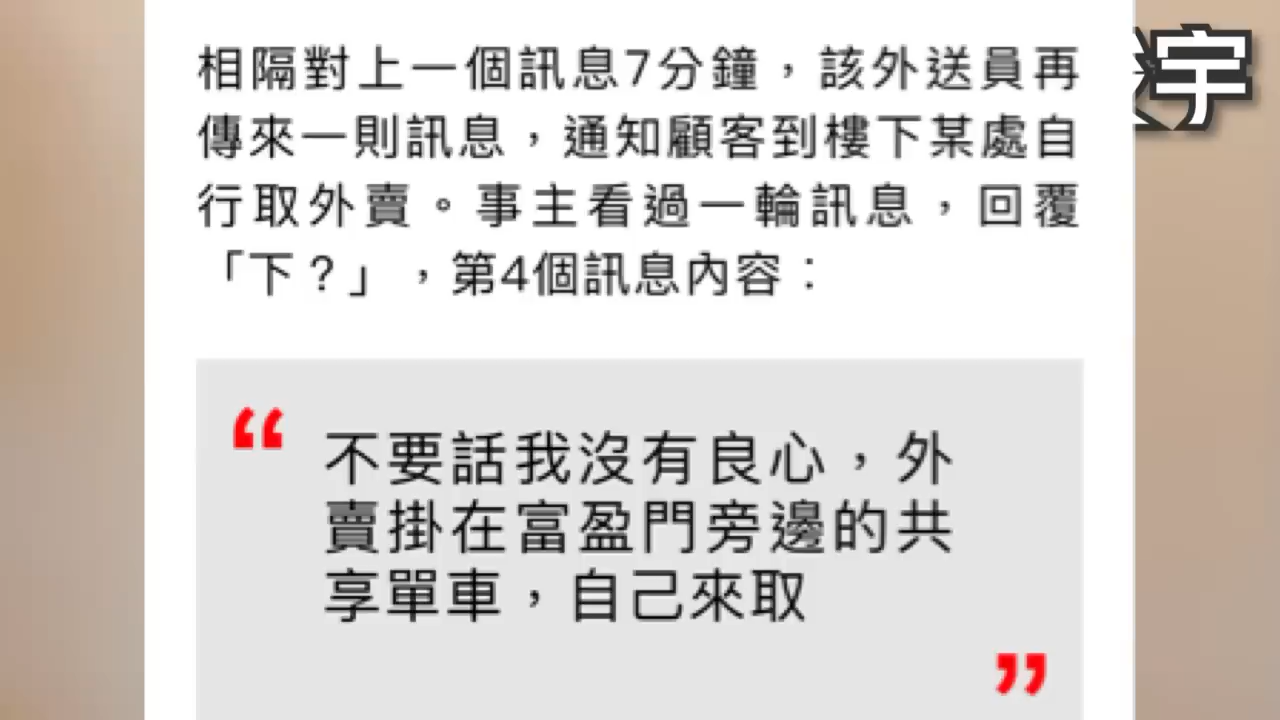 相隔對上一個訊息7分鐘，該外送員再
傳來一則訊息，通知顧客到樓下某處自
行取外賣。事主看過一輪訊息，回覆
「下？」，第4個訊息內容：
宇
“
不要話我沒有良心，外
賣掛在富盈門旁邊的共
享單車，自己來取
”